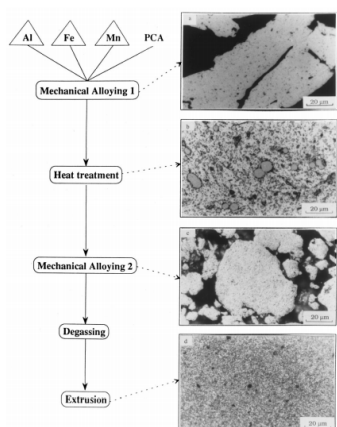 Al Fe Mn PCA
Mechanical Alloying 1
20 µm
Heat treatment
20 µm
c
Mechanical Alloying 2
20 µm
Degassing
d
Extrusion
20 µm